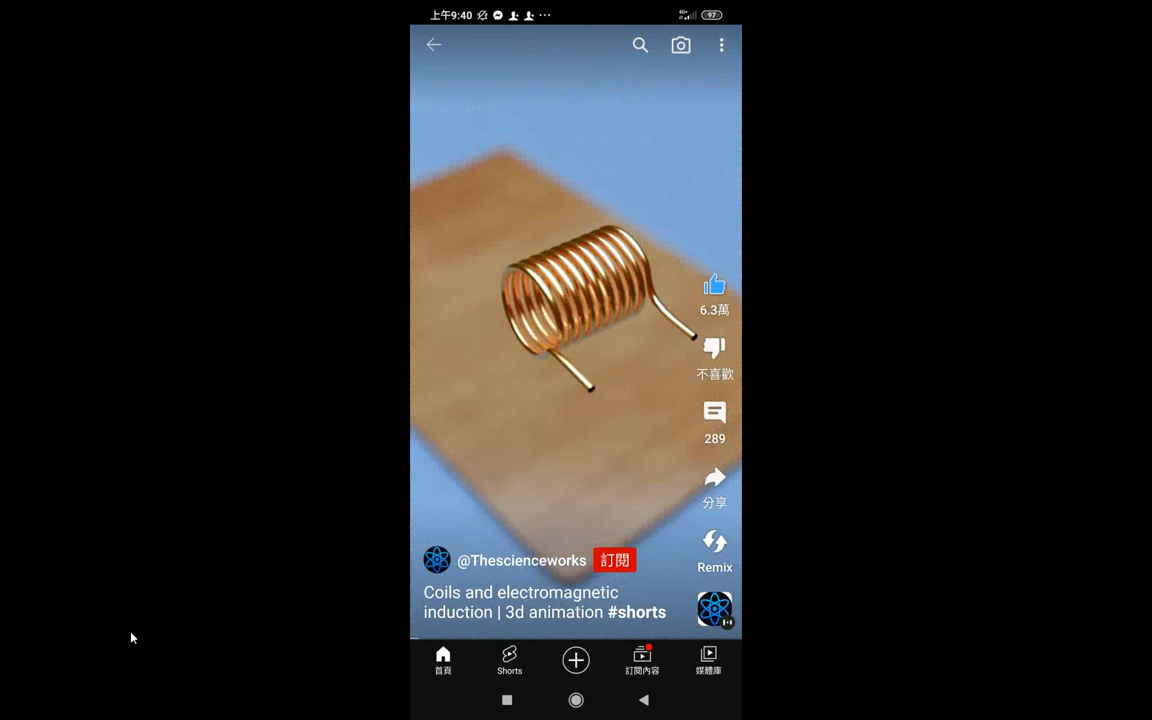 上午9:40
4G+
97
6.3萬
不喜歡
289
分享
@Thescienceworks 訂閱
Remix
Coils and electromagnetic
induction | 3d animation #shorts
首頁 Shorts 訂閱內容 媒體庫